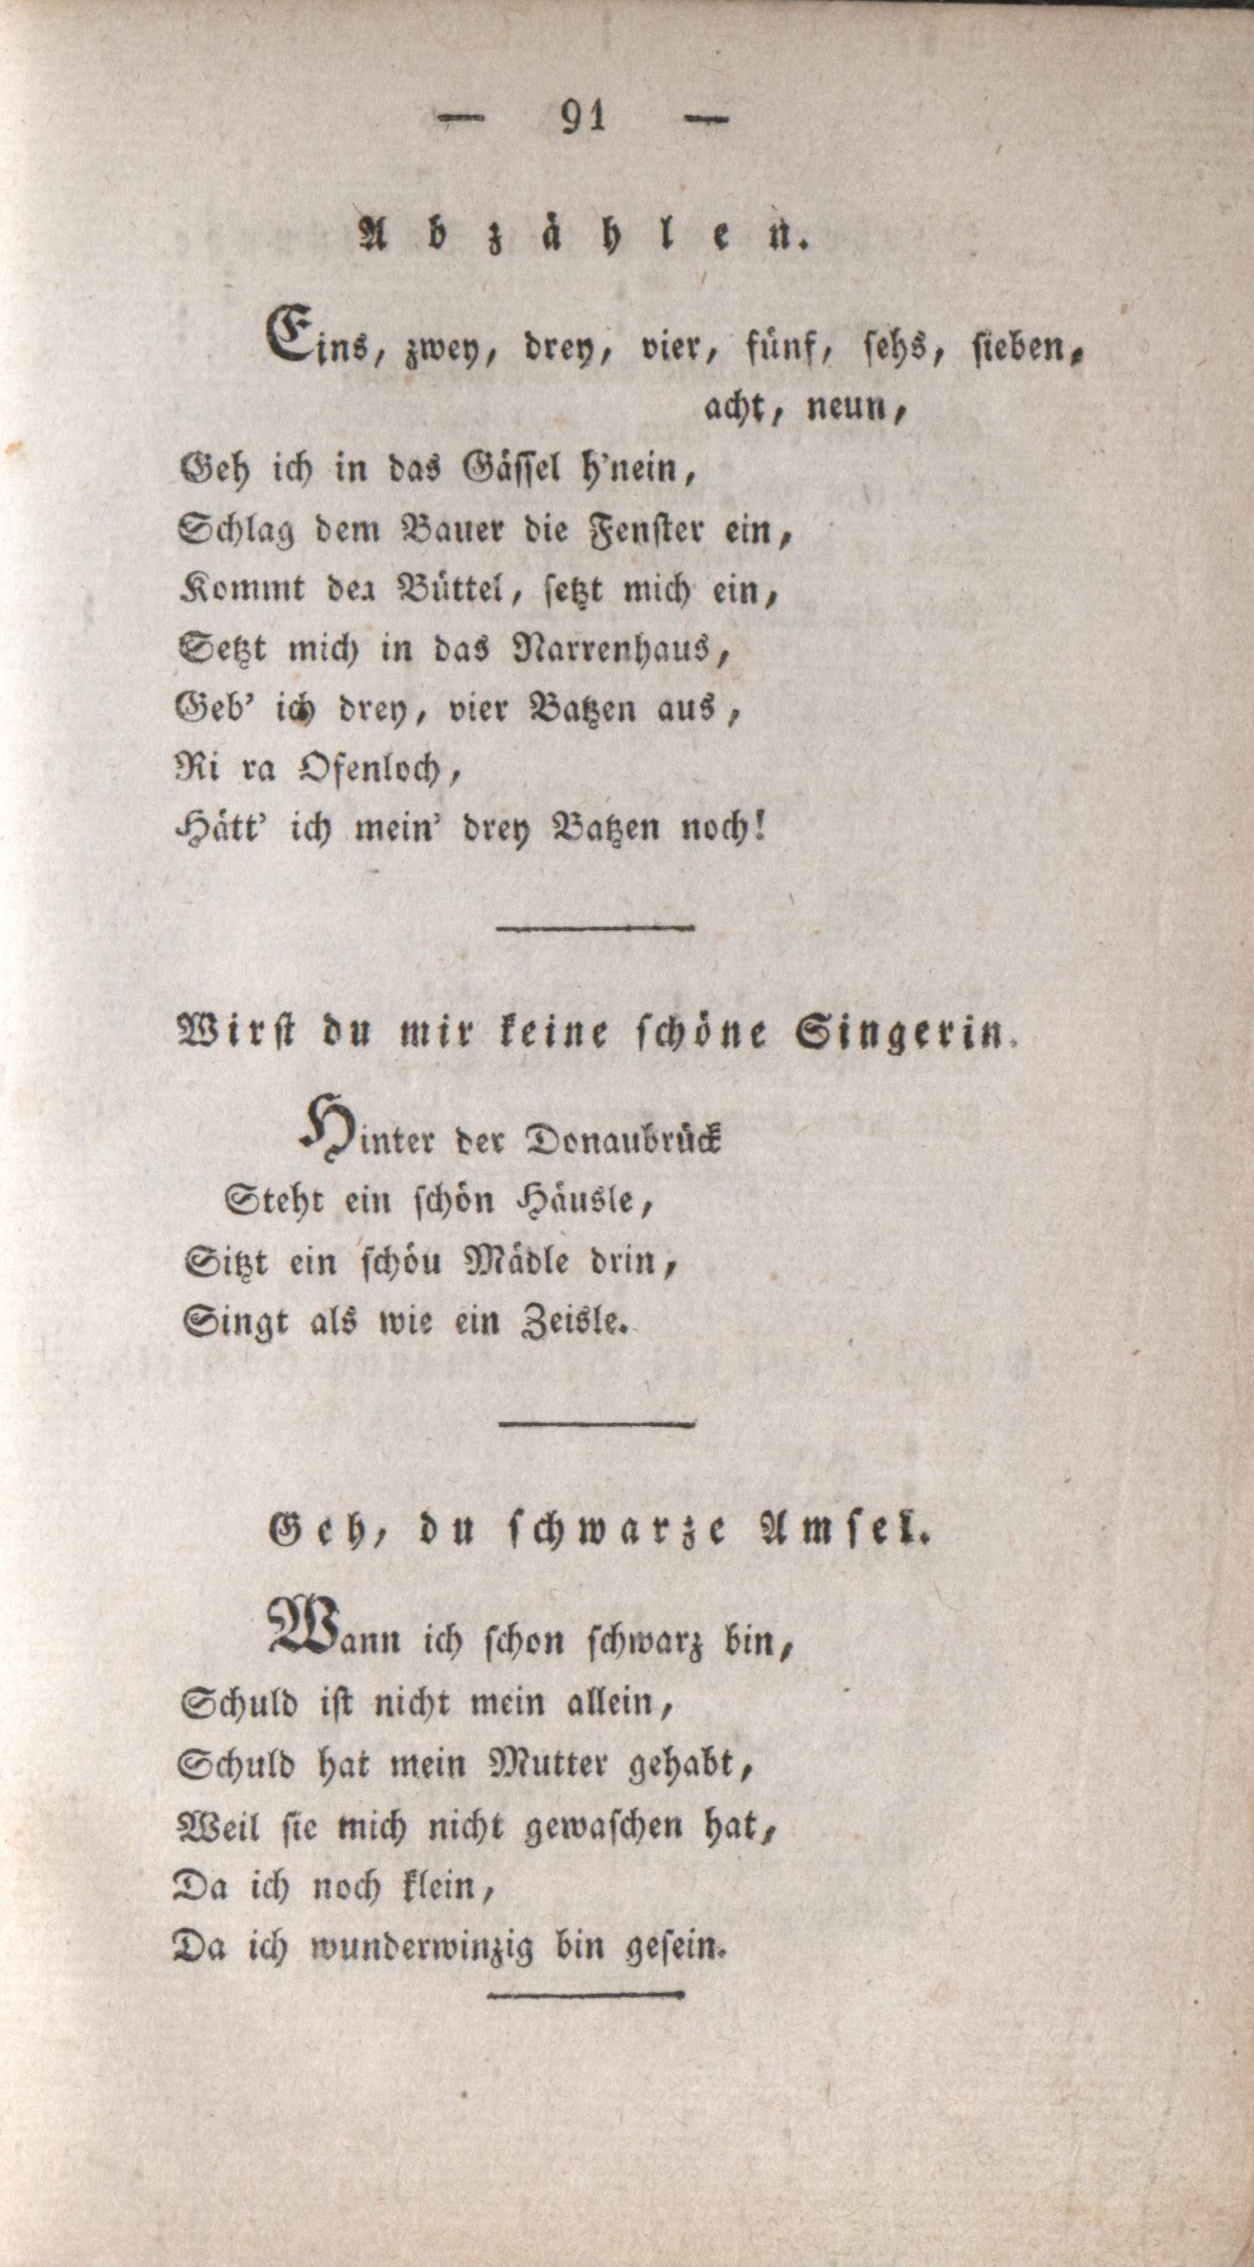 — 91 —
Abzählen.
Eins, zwey, drey, vier, fünf, sehs, sieben,
acht, neun,
Geh ich in das Gässel h'nein,
Schlag dem Bauer die Fenster ein,
Kommt der Büttel, setzt mich ein,
Setzt mich in das Narrenhaus,
Geb' ich drey, vier Batzen aus,
Ri ra Ofenloch,
Hätt' ich mein' drey Batzen noch!
Wirst du mir keine schöne Singerin.
Hinter der Donaubrück
Steht ein schön Häusle,
Sitzt ein schöu Mädle drin,
Singt als wie ein Zeisle.
Geh, du schwarze Amsel.
Wann ich schon schwarz bin,
Schuld ist nicht mein allein,
Schuld hat mein Mutter gehabt,
Weil sie mich nicht gewaschen hat,
Da ich noch klein,
Da ich wunderwinzig bin gesein.